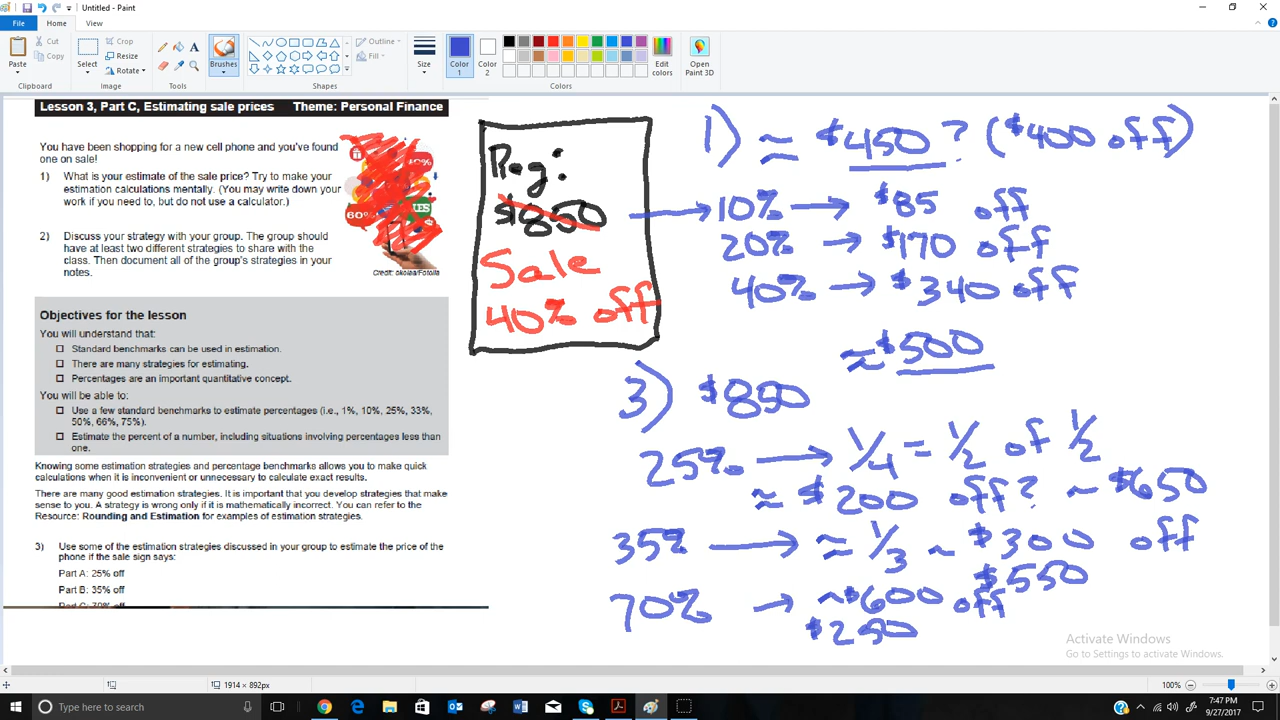 Untitled - Paint
File Home View
Paste
Cut
Copy
Clipboard
Select
Crop
Resize
Rotate
Image
Tools
Brushes
Shapes
Outline
Fill
Size
Color 1
Color 2
Colors
Edit colors
Open Paint 3D
Lesson 3, Part C, Estimating sale prices Theme: Personal Finance
You have been shopping for a new cell phone and you've found
one on sale!
1) What is your estimate of the sale price? Try to make your
estimation calculations mentally. (You may write down your
work if you need to, but do not use a calculator.)
2) Discuss your strategy with your group. The group should
have at least two different strategies to share with the
class. Then document all of the group's strategies in your
notes.
60%
Credit: okolaa/Fotolia
Objectives for the lesson
You will understand that:
Standard benchmarks can be used in estimation.
There are many strategies for estimating.
Percentages are an important quantitative concept.
You will be able to:
Use a few standard benchmarks to estimate percentages (i.e., 1%, 10%, 25%, 33%,
50%, 66%, 75%).
Estimate the percent of a number, including situations involving percentages less than
one.
Knowing some estimation strategies and percentage benchmarks allows you to make quick
calculations when it is inconvenient or unnecessary to calculate exact results.
There are many good estimation strategies. It is important that you develop strategies that make
sense to you. A strategy is wrong only if it is mathematically incorrect. You can refer to the
Resource: Rounding and Estimation for examples of estimation strategies.
3) Use some of the estimation strategies discussed in your group to estimate the price of the
phone if the sale sign says:
Part A: 25% off
Part B: 35% off
Part C: 70% off
Reg:
$850
Sale
40% off
1) ≈ $450 ? ($400 off)
→ 10% → $85 off
20% → $170 off
40% → $340 off
≈ $500
3) $850
25% → 1/4 = 1/2 of 1/2
≈ $200 off? ~ $650
35% → ≈ 1/3 ~ $300 off
$550
70% → ~$600 off
$250
Activate Windows
Go to Settings to activate Windows.
1914 × 892px
100%
Type here to search
7:47 PM
9/27/2017